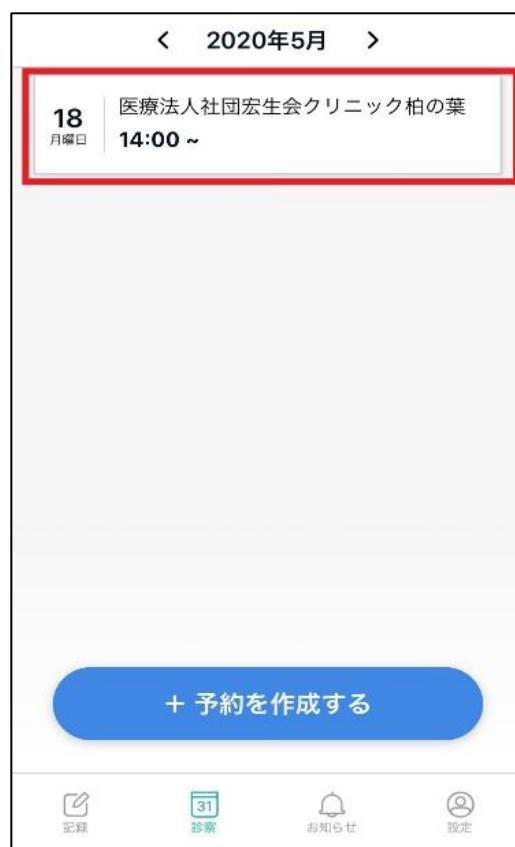 < 2020年5月 >
18
月曜日
医療法人社団宏生会クリニック柏の葉
14:00 ~
+ 予約を作成する
31
記録
診察
お知らせ
設定